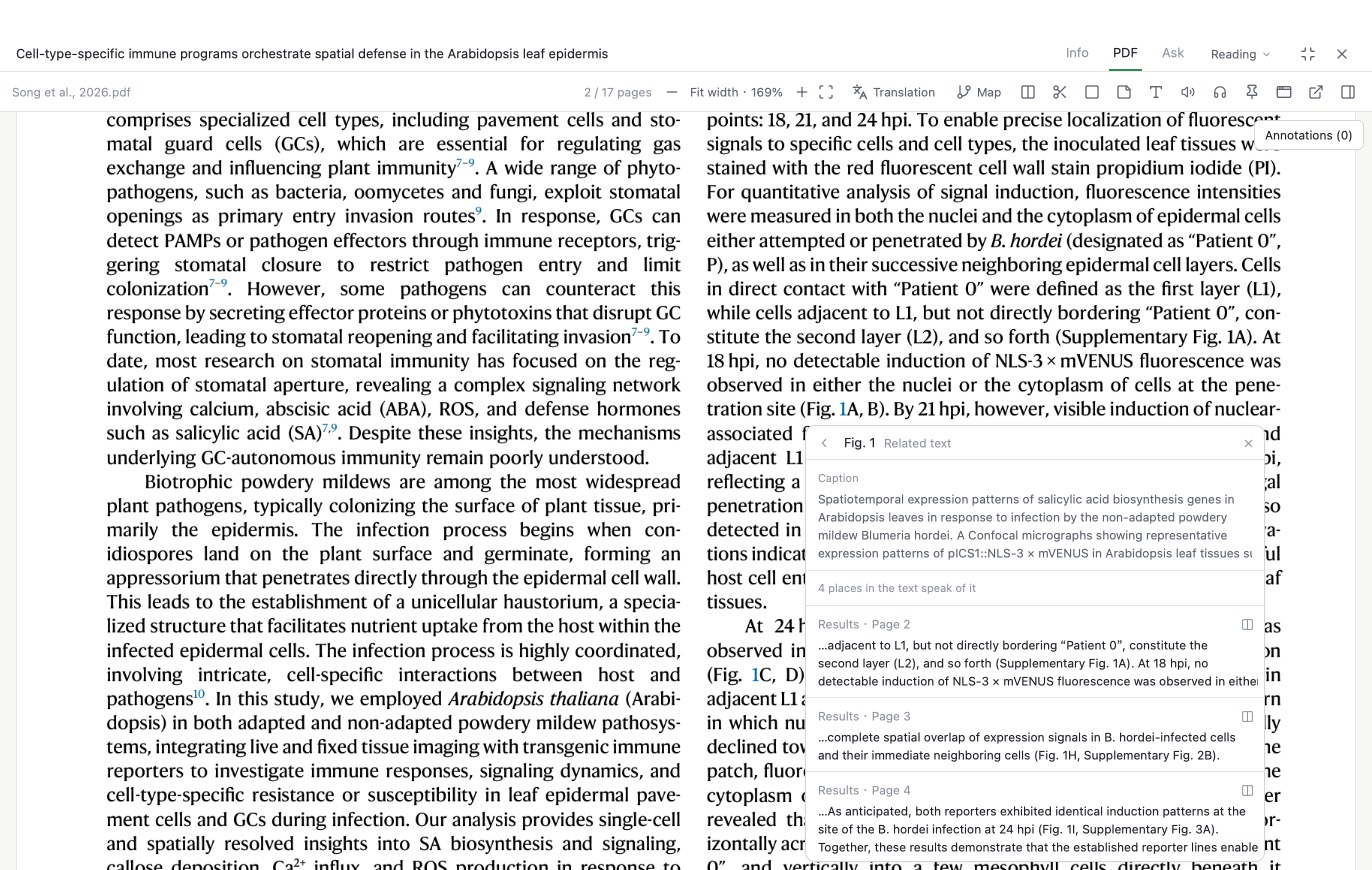 Cell-type-specific immune programs orchestrate spatial defense in the Arabidopsis leaf epidermis
Info
PDF
Ask
Reading
Song et al., 2026.pdf
2 / 17 pages
Fit width · 169%
Translation
Map
Annotations (0)
comprises specialized cell types, including pavement cells and sto-
matal guard cells (GCs), which are essential for regulating gas
exchange and influencing plant immunity7–9. A wide range of phyto-
pathogens, such as bacteria, oomycetes and fungi, exploit stomatal
openings as primary entry invasion routes9. In response, GCs can
detect PAMPs or pathogen effectors through immune receptors, trig-
gering stomatal closure to restrict pathogen entry and limit
colonization7–9. However, some pathogens can counteract this
response by secreting effector proteins or phytotoxins that disrupt GC
function, leading to stomatal reopening and facilitating invasion7–9. To
date, most research on stomatal immunity has focused on the reg-
ulation of stomatal aperture, revealing a complex signaling network
involving calcium, abscisic acid (ABA), ROS, and defense hormones
such as salicylic acid (SA)7,9. Despite these insights, the mechanisms
underlying GC-autonomous immunity remain poorly understood.
Biotrophic powdery mildews are among the most widespread
plant pathogens, typically colonizing the surface of plant tissue, pri-
marily the epidermis. The infection process begins when con-
idiospores land on the plant surface and germinate, forming an
appressorium that penetrates directly through the epidermal cell wall.
This leads to the establishment of a unicellular haustorium, a specia-
lized structure that facilitates nutrient uptake from the host within the
infected epidermal cells. The infection process is highly coordinated,
involving intricate, cell-specific interactions between host and
pathogens10. In this study, we employed Arabidopsis thaliana (Arabi-
dopsis) in both adapted and non-adapted powdery mildew pathosys-
tems, integrating live and fixed tissue imaging with transgenic immune
reporters to investigate immune responses, signaling dynamics, and
cell-type-specific resistance or susceptibility in leaf epidermal pave-
ment cells and GCs during infection. Our analysis provides single-cell
and spatially resolved insights into SA biosynthesis and signaling,
callose deposition, Ca2+ influx, and ROS production in response to
points: 18, 21, and 24 hpi. To enable precise localization of fluorescent
signals to specific cells and cell types, the inoculated leaf tissues were
stained with the red fluorescent cell wall stain propidium iodide (PI).
For quantitative analysis of signal induction, fluorescence intensities
were measured in both the nuclei and the cytoplasm of epidermal cells
either attempted or penetrated by B. hordei (designated as “Patient 0”,
P), as well as in their successive neighboring epidermal cell layers. Cells
in direct contact with “Patient 0” were defined as the first layer (L1),
while cells adjacent to L1, but not directly bordering “Patient 0”, con-
stitute the second layer (L2), and so forth (Supplementary Fig. 1A). At
18 hpi, no detectable induction of NLS-3 × mVENUS fluorescence was
observed in either the nuclei or the cytoplasm of cells at the pene-
tration site (Fig. 1A, B). By 21 hpi, however, visible induction of nuclear-
associated
adjacent L1
reflecting a
penetration
detected in
tions indicat
host cell ent
tissues.
At 24 h
observed in
(Fig. 1C, D)
adjacent L1
in which nu
declined tow
patch, fluor
cytoplasm
revealed tha
izontally acr
0”, and vertically into a few mesophyll cells directly beneath it
Fig. 1 Related text
Caption
Spatiotemporal expression patterns of salicylic acid biosynthesis genes in
Arabidopsis leaves in response to infection by the non-adapted powdery
mildew Blumeria hordei. A Confocal micrographs showing representative
expression patterns of pICS1::NLS-3 × mVENUS in Arabidopsis leaf tissues su
4 places in the text speak of it
Results · Page 2
...adjacent to L1, but not directly bordering “Patient 0”, constitute the
second layer (L2), and so forth (Supplementary Fig. 1A). At 18 hpi, no
detectable induction of NLS-3 × mVENUS fluorescence was observed in either
Results · Page 3
...complete spatial overlap of expression signals in B. hordei-infected cells
and their immediate neighboring cells (Fig. 1H, Supplementary Fig. 2B).
Results · Page 4
...As anticipated, both reporters exhibited identical induction patterns at the
site of the B. hordei infection at 24 hpi (Fig. 1I, Supplementary Fig. 3A).
Together, these results demonstrate that the established reporter lines enable